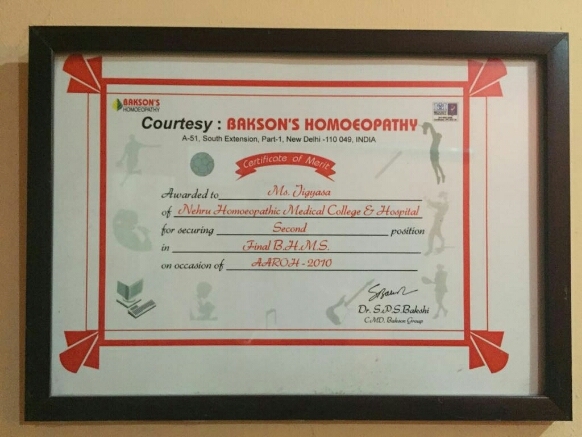 BAKSON'S
HOMOEOPATHY
Courtesy : BAKSON'S HOMOEOPATHY
A-51, South Extension, Part-1, New Delhi -110 049, INDIA
Certificate of Merit
Awarded to Ms. Jigyasa
of Nehru Homoeopathic Medical College & Hospital
for securing Second position
in Final B.H.M.S.
on occasion of AAROH - 2010
Dr. S.P.S.Bakshi
C.M.D. Bakson Group